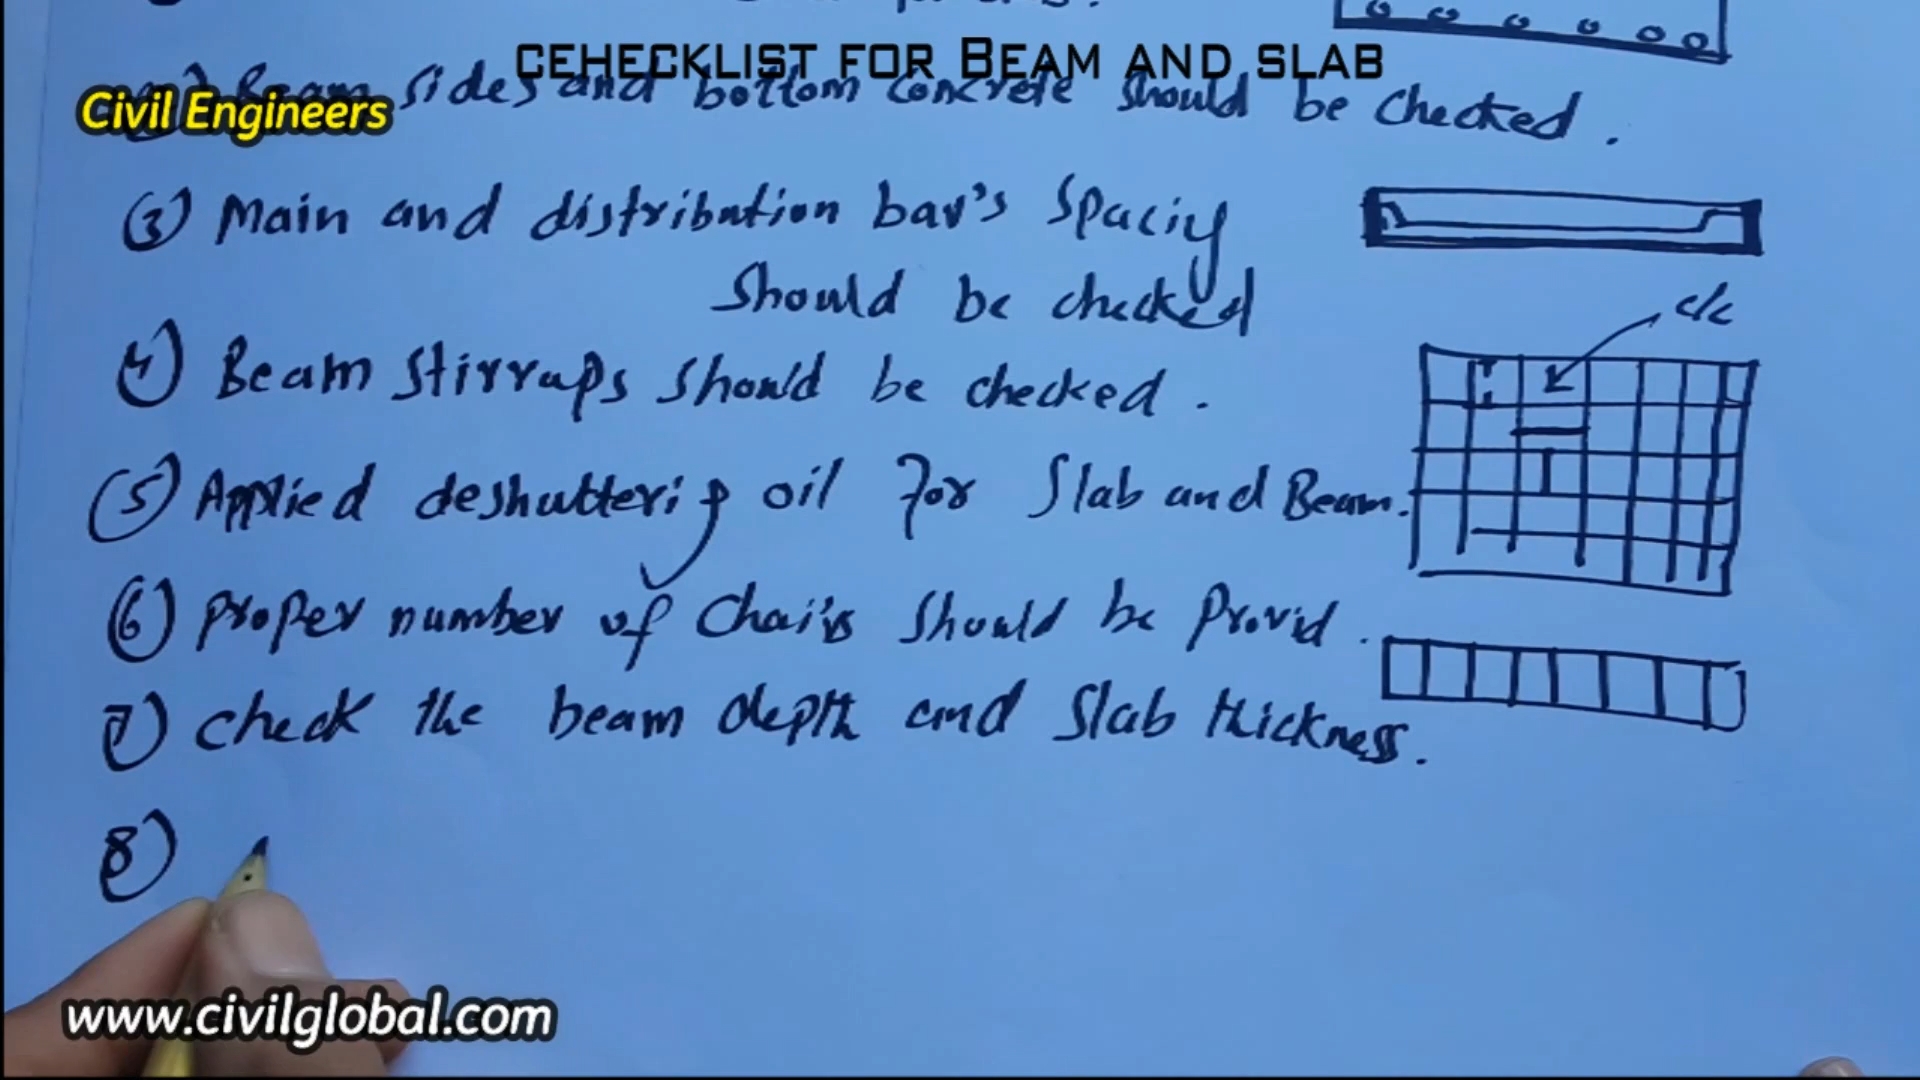 CEHECKLIST FOR BEAM AND SLAB
Civil Engineers
Beam sides and bottom concrete should be checked.
(3) Main and distribution bar's spaciy
should be checked
4) Beam stirrups should be checked.
(5) Applied deshuttering oil for slab and Beam.
(6) proper number of chairs should be provid.
7) check the beam depth and slab thickness.
8)
c/c
www.civilglobal.com